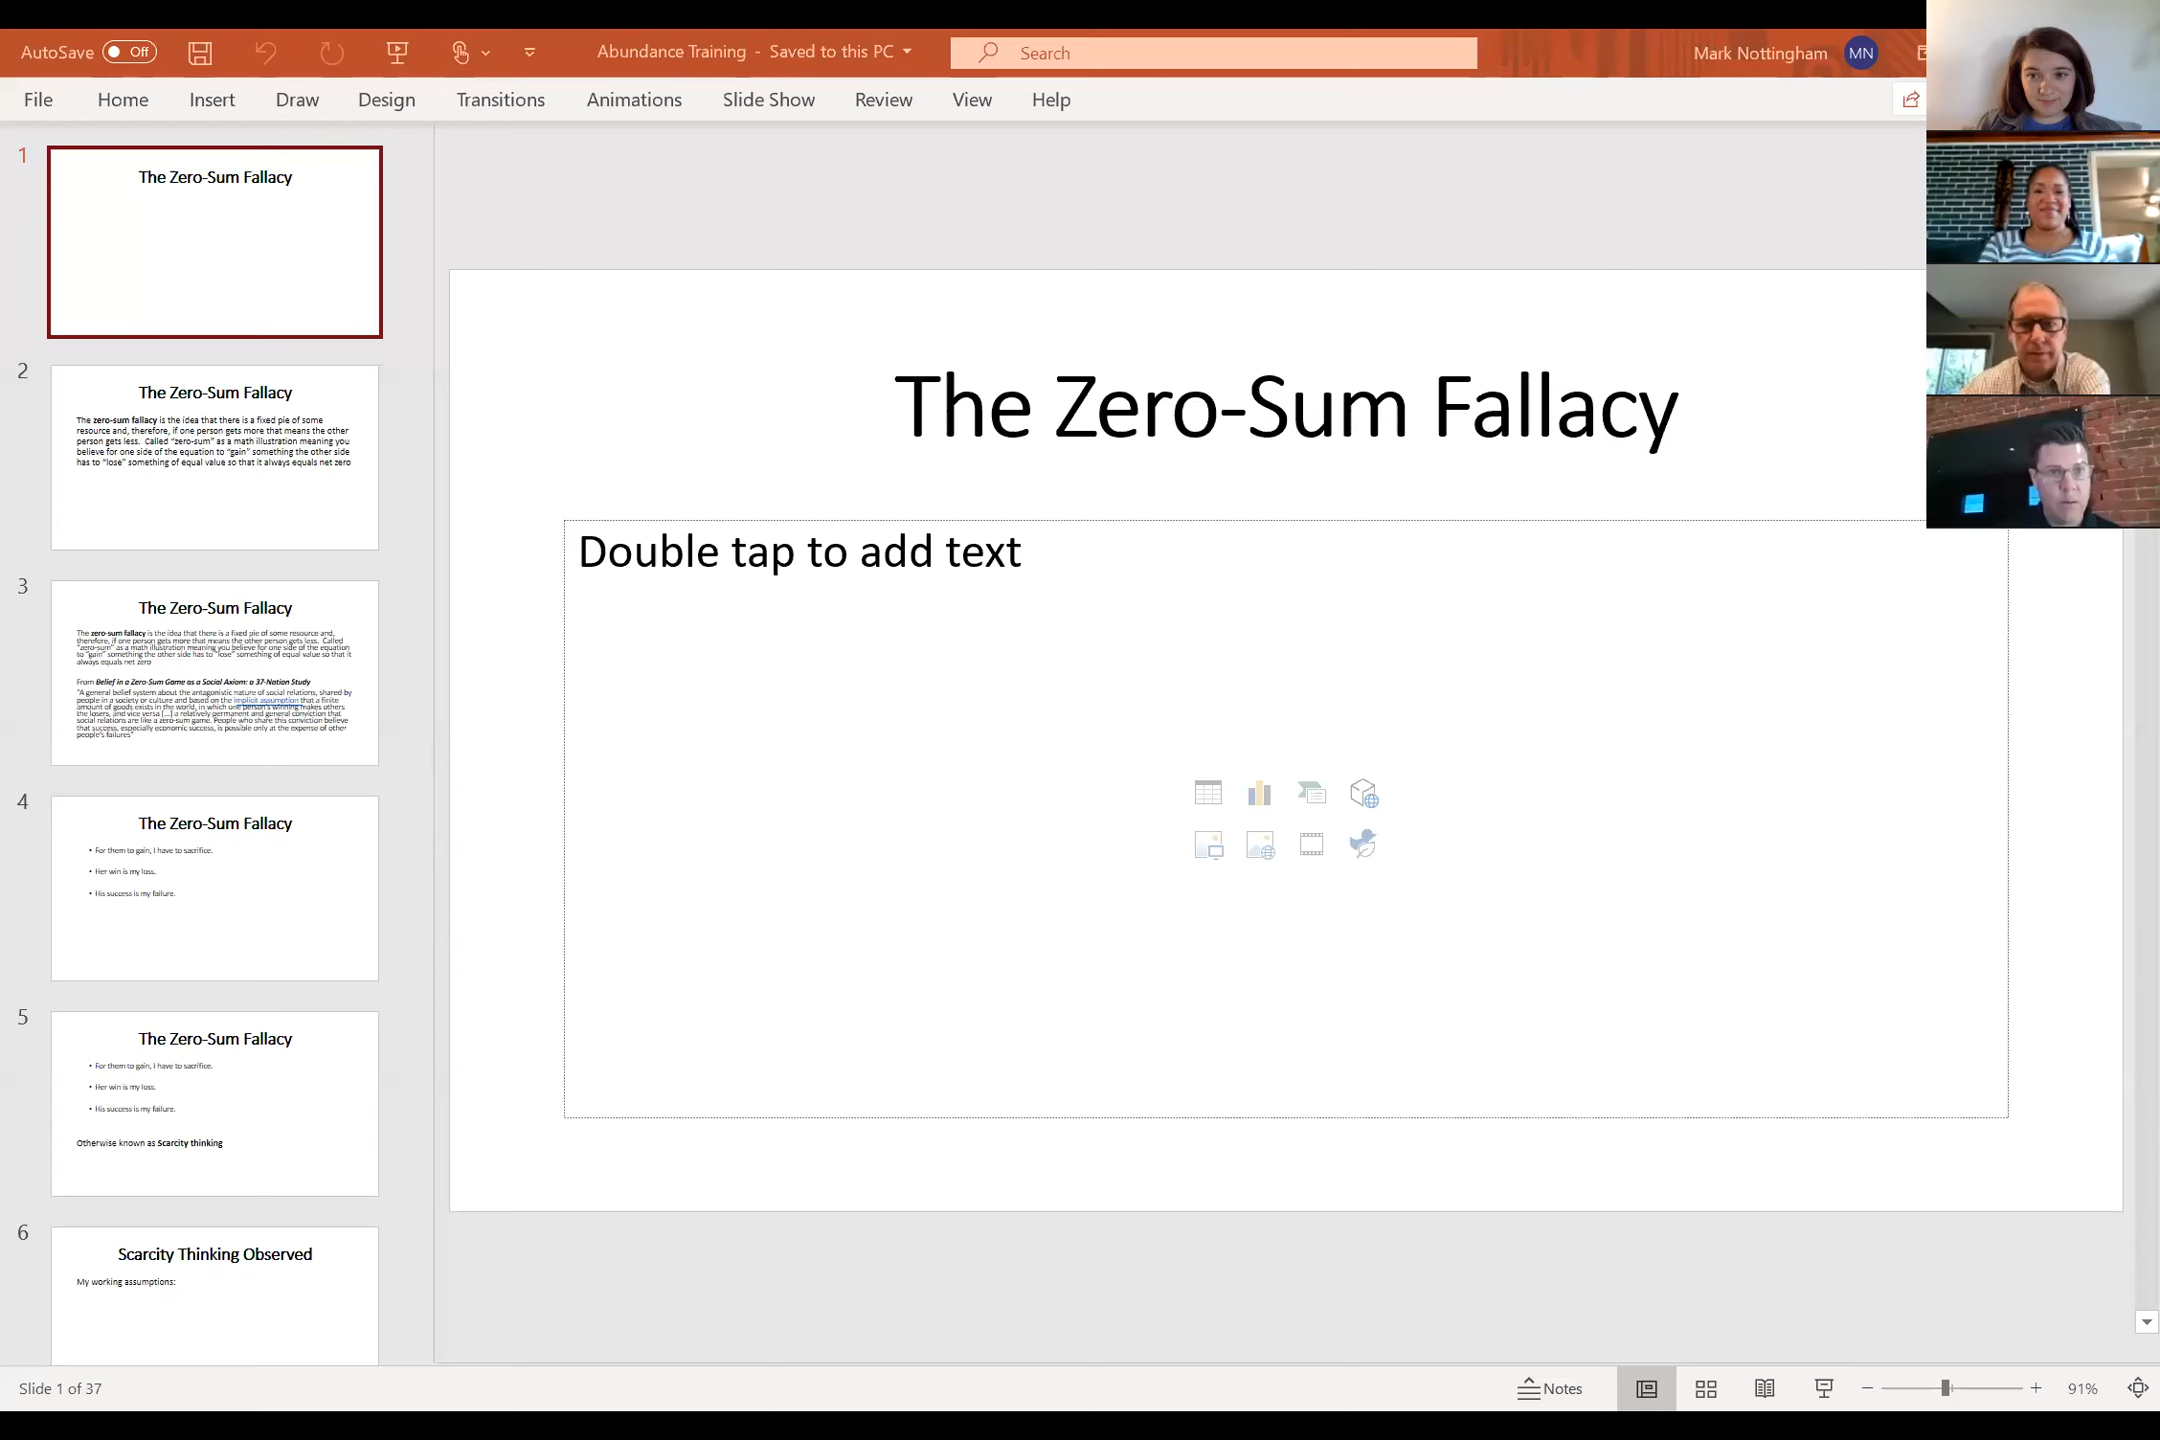 AutoSave Off
Abundance Training - Saved to this PC
Search
Mark Nottingham MN
File Home Insert Draw Design Transitions Animations Slide Show Review View Help
1
The Zero-Sum Fallacy
2
The Zero-Sum Fallacy
The zero-sum fallacy is the idea that there is a fixed pie of some
resource and, therefore, if one person gets more that means the other
person gets less. Called “zero-sum” as a math illustration meaning you
believe for one side of the equation to “gain” something the other side
has to “lose” something of equal value so that it always equals net zero
3
The Zero-Sum Fallacy
The zero-sum fallacy is the idea that there is a fixed pie of some resource and,
therefore, if one person gets more that means the other person gets less. Called
“zero-sum” as a math illustration meaning you believe for one side of the equation
to “gain” something the other side has to “lose” something of equal value so that it
always equals net zero
From Belief in a Zero-Sum Game as a Social Axiom: a 37-Nation Study
“A general belief system about the antagonistic nature of social relations, shared by
people in a society or culture and based on the implicit assumption that a finite
amount of goods exists in the world, in which one person's winning makes others
the losers, and vice versa [...] a relatively permanent and general conviction that
social relations are like a zero-sum game. People who share this conviction believe
that success, especially economic success, is possible only at the expense of other
people's failures”
4
The Zero-Sum Fallacy
• For them to gain, I have to sacrifice.
• Her win is my loss.
• His success is my failure.
5
The Zero-Sum Fallacy
• For them to gain, I have to sacrifice.
• Her win is my loss.
• His success is my failure.
Otherwise known as Scarcity thinking
6
Scarcity Thinking Observed
My working assumptions:
The Zero-Sum Fallacy
Double tap to add text
Slide 1 of 37
Notes
91%